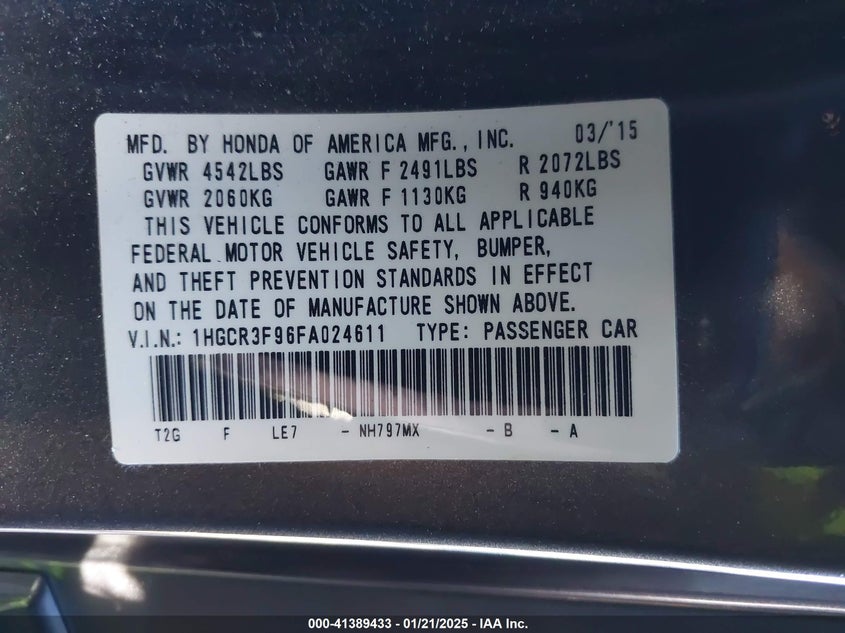 MFD. BY HONDA OF AMERICA MFG., INC. 03/'15
GVWR 4542LBS GAWR F 2491LBS R 2072LBS
GVWR 2060KG GAWR F 1130KG R 940KG
THIS VEHICLE CONFORMS TO ALL APPLICABLE
FEDERAL MOTOR VEHICLE SAFETY, BUMPER,
AND THEFT PREVENTION STANDARDS IN EFFECT
ON THE DATE OF MANUFACTURE SHOWN ABOVE.
V.I.N.: 1HGCR3F96FA024611 TYPE: PASSENGER CAR
T2G F LE7 - NH797MX - B - A
000-41389433 - 01/21/2025 - IAA Inc.